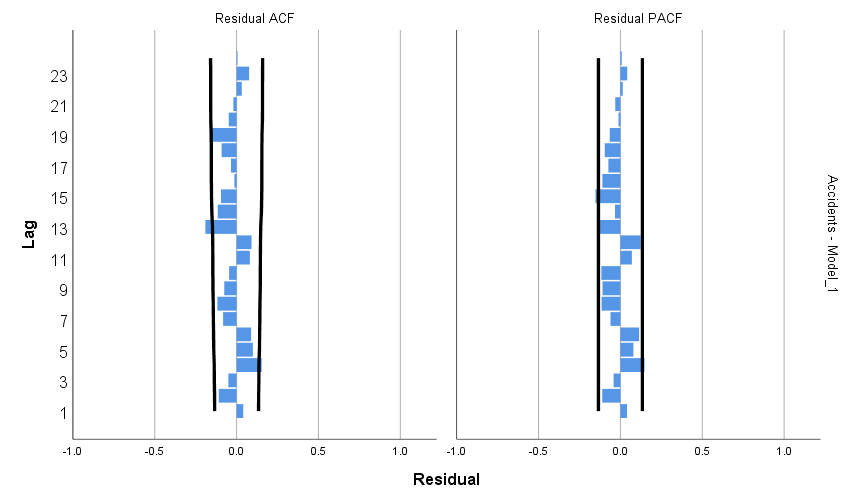 Residual ACF
Residual PACF
Lag
23
21
19
17
15
13
11
9
7
5
3
1
-1.0 -0.5 0.0 0.5 1.0
-1.0 -0.5 0.0 0.5 1.0
Residual
Accidents - Model_1